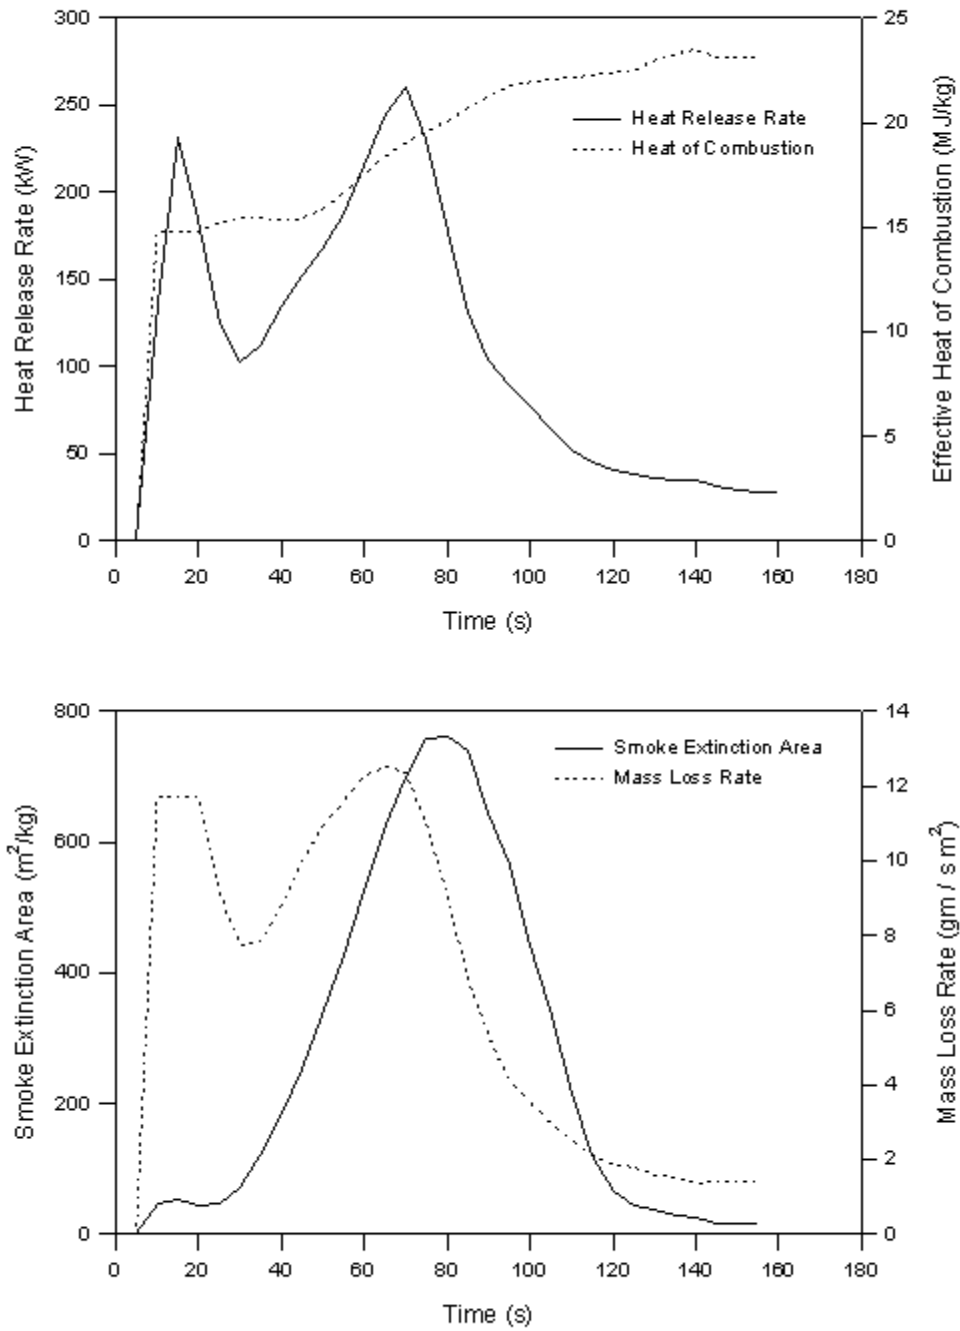 300
250
200
150
100
50
0
Heat Release Rate (kW)
25
20
15
10
5
0
Effective Heat of Combustion (MJ/kg)
Heat Release Rate
Heat of Combustion
0 20 40 60 80 100 120 140 160 180
Time (s)
800
600
400
200
0
Smoke Extinction Area (m²/kg)
14
12
10
8
6
4
2
0
Mass Loss Rate (gm / s m²)
Smoke Extinction Area
Mass Loss Rate
0 20 40 60 80 100 120 140 160 180
Time (s)